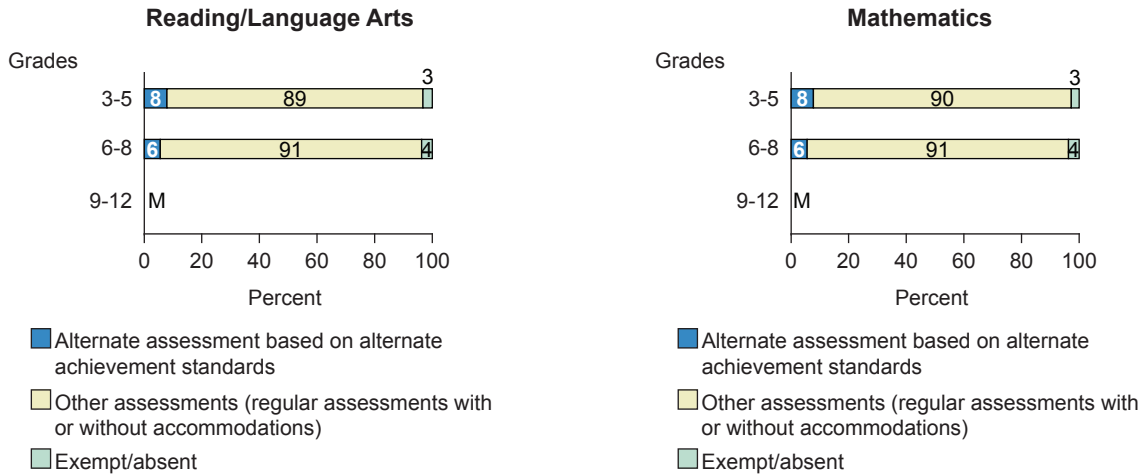 Reading/Language Arts
Grades
3
3-5 8 89
6-8 6 91 4
9-12 M
0 20 40 60 80 100
Percent
Alternate assessment based on alternate
achievement standards
Other assessments (regular assessments with
or without accommodations)
Exempt/absent
Mathematics
Grades
3
3-5 8 90
6-8 6 91 4
9-12 M
0 20 40 60 80 100
Percent
Alternate assessment based on alternate
achievement standards
Other assessments (regular assessments with
or without accommodations)
Exempt/absent